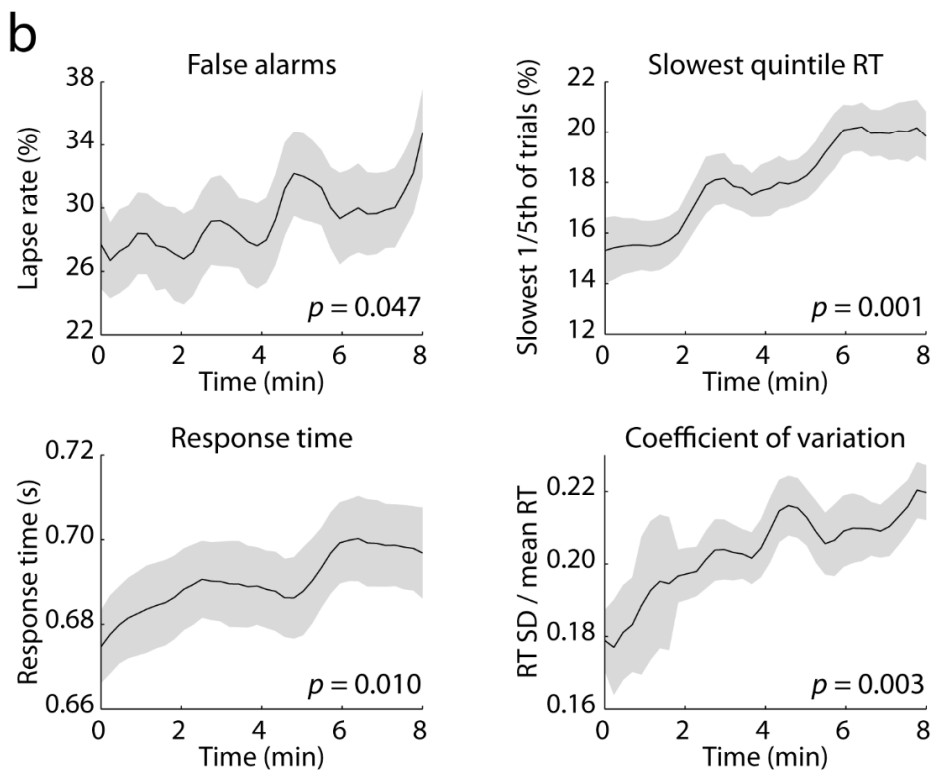 b
False alarms
Lapse rate (%)
38
34
30
26
22
0 2 4 6 8
Time (min)
p = 0.047
Slowest quintile RT
Slowest 1/5th of trials (%)
22
20
18
16
14
12
0 2 4 6 8
Time (min)
p = 0.001
Response time
Response time (s)
0.72
0.70
0.68
0.66
0 2 4 6 8
Time (min)
p = 0.010
Coefficient of variation
RT SD / mean RT
0.22
0.20
0.18
0.16
0 2 4 6 8
Time (min)
p = 0.003